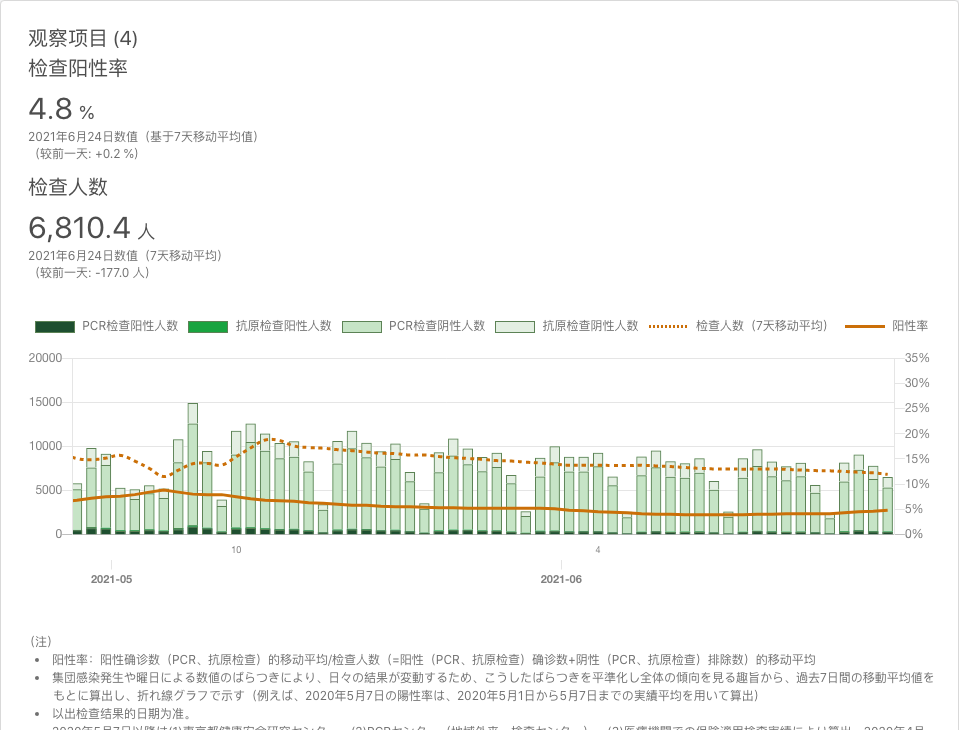 观察项目 (4)
检查阳性率
4.8 %
2021年6月24日数值（基于7天移动平均值）
（较前一天: +0.2 %）
检查人数
6,810.4 人
2021年6月24日数值（7天移动平均）
（较前一天: -177.0 人）
PCR检查阳性人数 抗原检查阳性人数 PCR检查阴性人数 抗原检查阴性人数 检查人数（7天移动平均） 阳性率
20000 35%
30%
15000 25%
20%
10000 15%
5000 10%
5%
0 0%
10 4
2021-05 2021-06
（注）
• 阳性率：阳性确诊数（PCR、抗原检查）的移动平均/检查人数（=阳性（PCR、抗原检查）确诊数+阴性（PCR、抗原检查）排除数）的移动平均
• 集団感染発生や曜日による数値のばらつきにより、日々の結果が変動するため、こうしたばらつきを平準化し全体の傾向を見る趣旨から、過去7日間の移動平均値を
もとに算出し、折れ線グラフで示す（例えば、2020年5月7日の陽性率は、2020年5月1日から5月7日までの実績平均を用いて算出）
• 以出检查结果的日期为准。